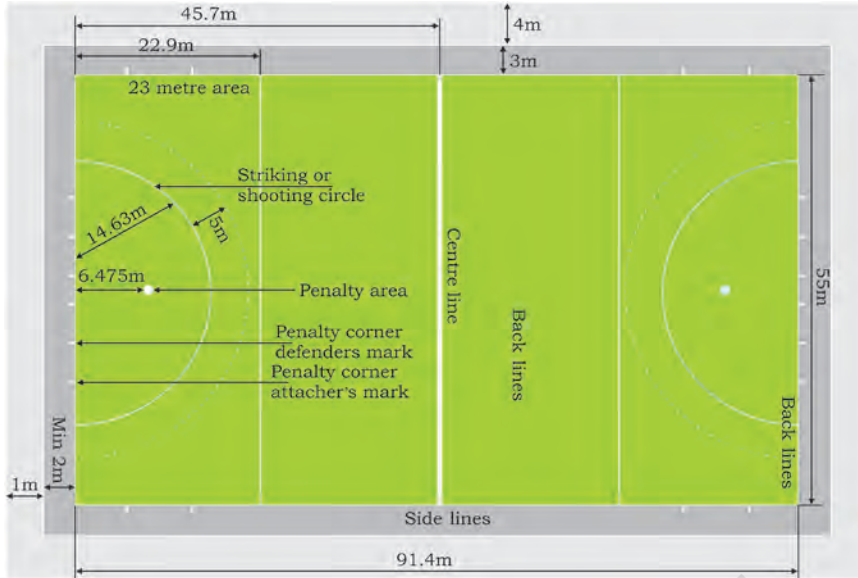 45.7m
4m
22.9m
3m
23 metre area
Striking or
shooting circle
14.63m
5m
6.475m
Penalty area
Centre line
55m
Back lines
Penalty corner
defenders mark
Penalty corner
attacher's mark
Back lines
Min 2m
1m
Side lines
91.4m